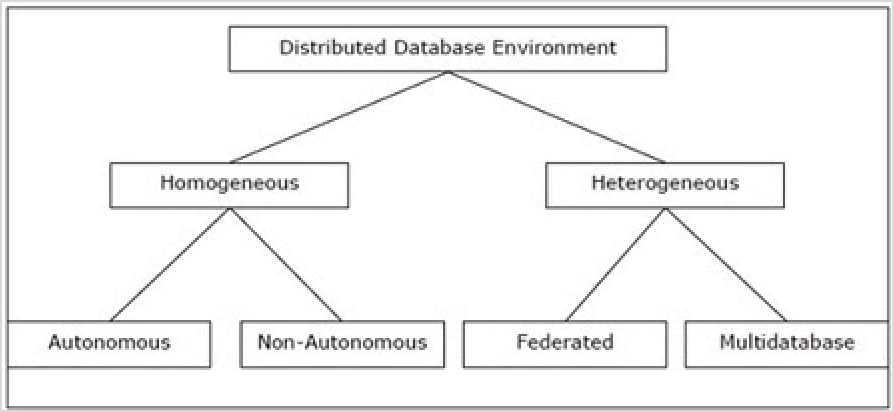 Distributed Database Environment
Homogeneous
Heterogeneous
Autonomous
Non-Autonomous
Federated
Multidatabase